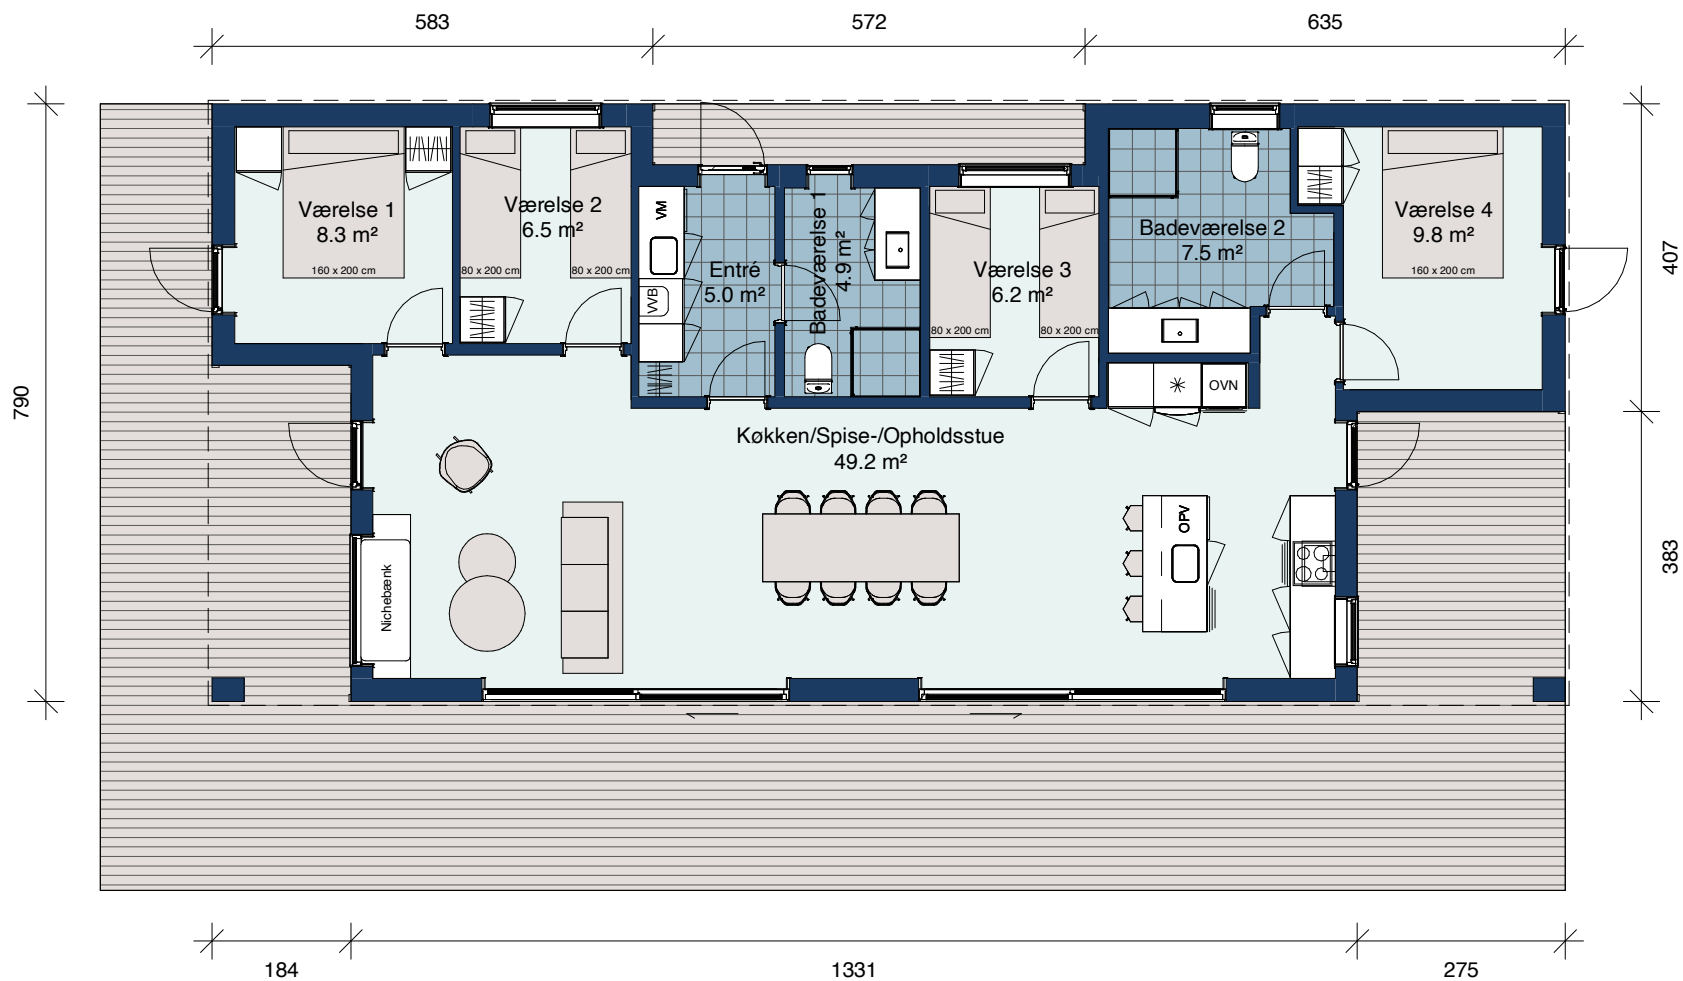 583
572
635
790
407
383
Værelse 1
8.3 m²
160 x 200 cm
Værelse 2
6.5 m²
80 x 200 cm
80 x 200 cm
VM
VVB
Entré
5.0 m²
Badeværelse 1
4.9 m²
Værelse 3
6.2 m²
80 x 200 cm
80 x 200 cm
Badeværelse 2
7.5 m²
Værelse 4
9.8 m²
160 x 200 cm
OVN
Køkken/Spise-/Opholdsstue
49.2 m²
OPV
Nichebænk
184
1331
275